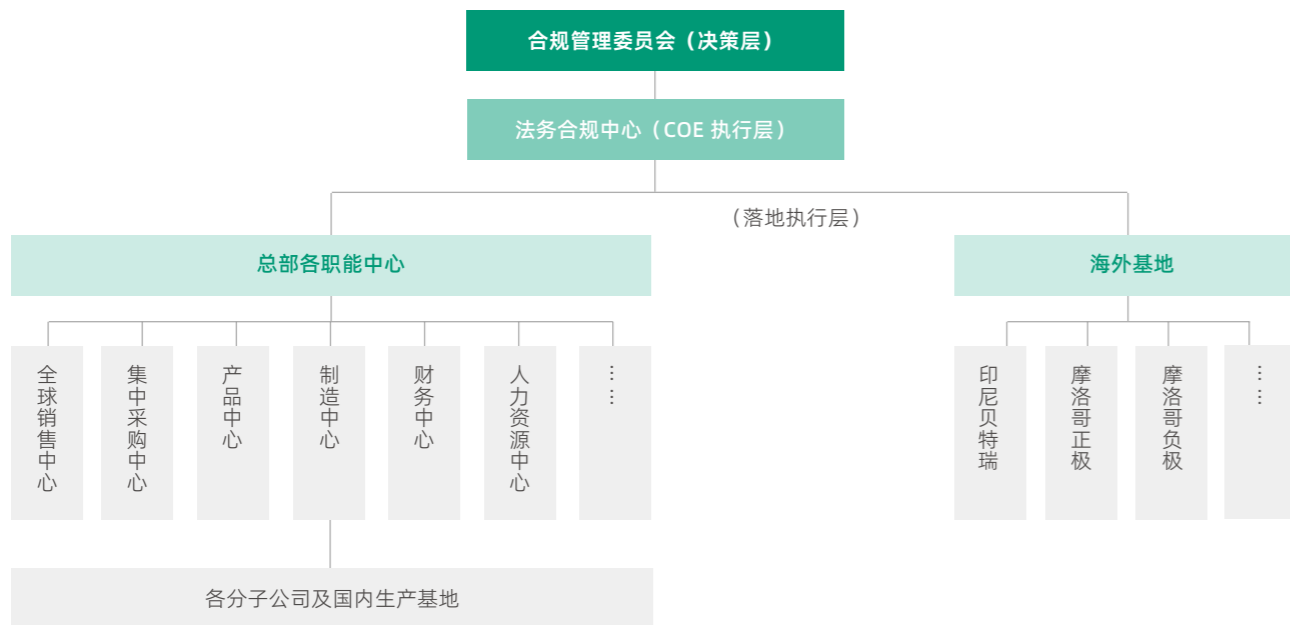 合规管理委员会（决策层）
法务合规中心（COE 执行层）
（落地执行层）
总部各职能中心
海外基地
全球销售中心
集中采购中心
产品中心
制造中心
财务中心
人力资源中心
……
印尼贝特瑞
摩洛哥正极
摩洛哥负极
……
各分子公司及国内生产基地